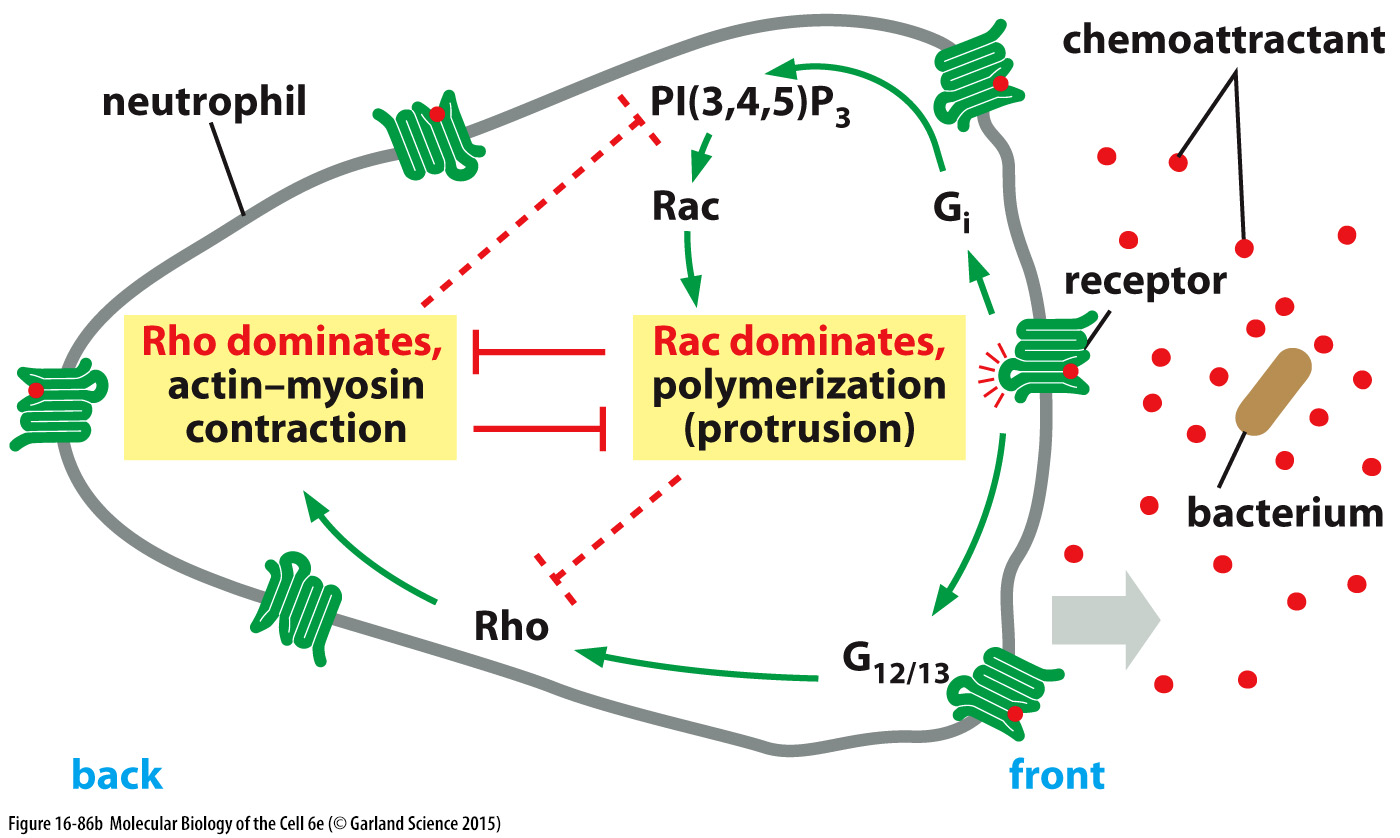 chemoattractant
neutrophil
PI(3,4,5)P₃
Rac
Gᵢ
receptor
Rho dominates,
actin–myosin
contraction
Rac dominates,
polymerization
(protrusion)
bacterium
Rho
G₁₂/₁₃
back
front
Figure 16-86b Molecular Biology of the Cell 6e (© Garland Science 2015)